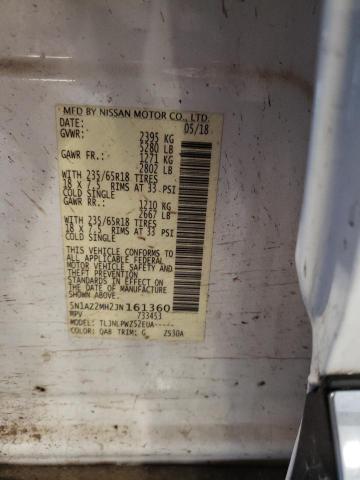 MFD BY NISSAN MOTOR CO., LTD.
DATE: 05/18
GVWR: 2395 KG
5280 LB
GAWR FR.: 1271 KG
2802 LB
WITH 235/65R18 TIRES
18 X 7.5 RIMS AT 33 PSI
COLD SINGLE
GAWR RR.: 1210 KG
2667 LB
WITH 235/65R18 TIRES
18 X 7.5 RIMS AT 33 PSI
COLD SINGLE
THIS VEHICLE CONFORMS TO
ALL APPLICABLE FEDERAL
MOTOR VEHICLE SAFETY,
BUMPER, AND
THEFT PREVENTION STANDARDS
IN EFFECT ON THE DATE OF
MANUFACTURE SHOWN ABOVE.
5N1AZ2MH2JN161360
MPV 733453
MODEL: TLJNLPWZ52EUA-----
COLOR: QAB TRIM: G Z530A